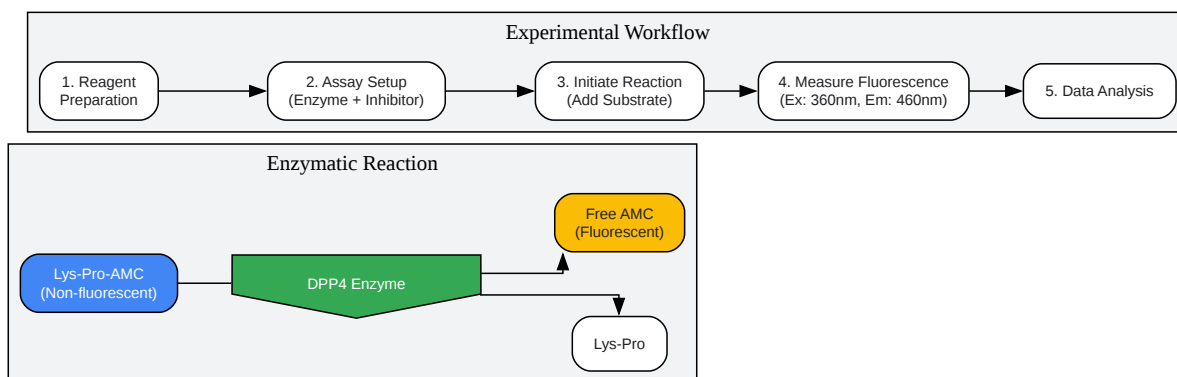 Experimental Workflow
1. Reagent
Preparation
2. Assay Setup
(Enzyme + Inhibitor)
3. Initiate Reaction
(Add Substrate)
4. Measure Fluorescence
(Ex: 360nm, Em: 460nm)
5. Data Analysis
Enzymatic Reaction
Lys-Pro-AMC
(Non-fluorescent)
DPP4 Enzyme
Free AMC
(Fluorescent)
Lys-Pro